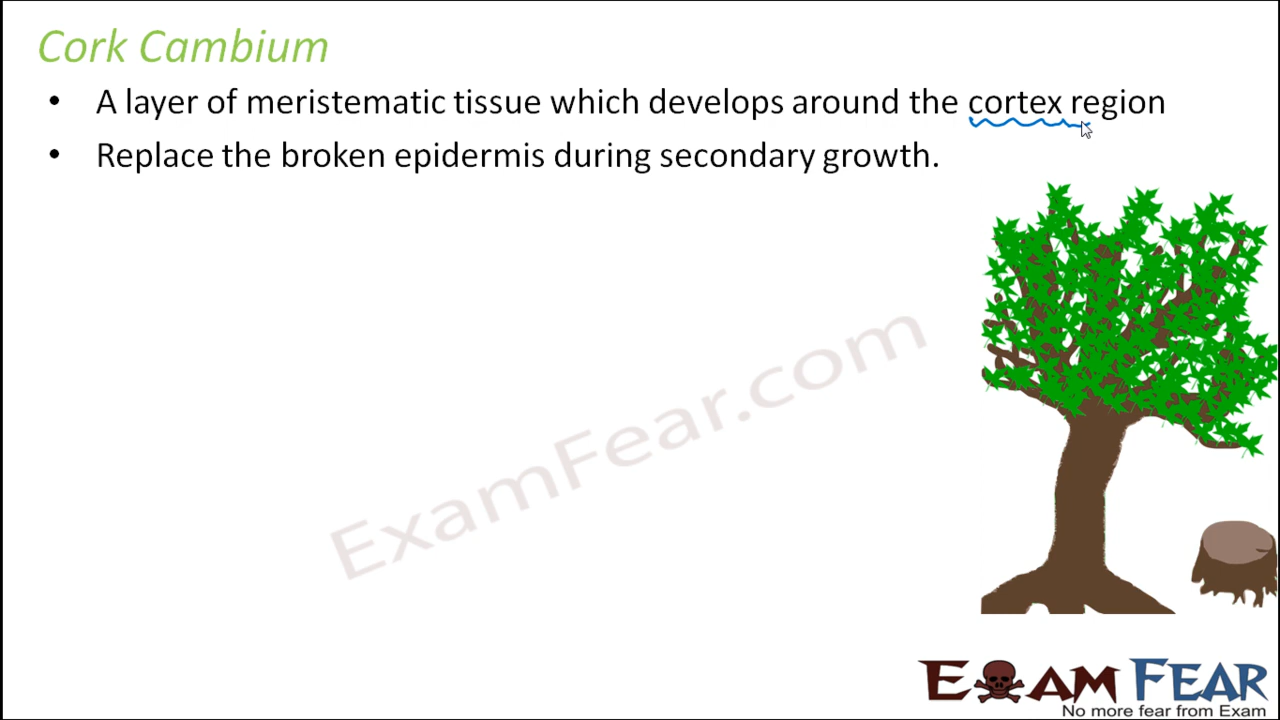 Cork Cambium
• A layer of meristematic tissue which develops around the cortex region
• Replace the broken epidermis during secondary growth.
ExamFear.com
EXAM FEAR
No more fear from Exam